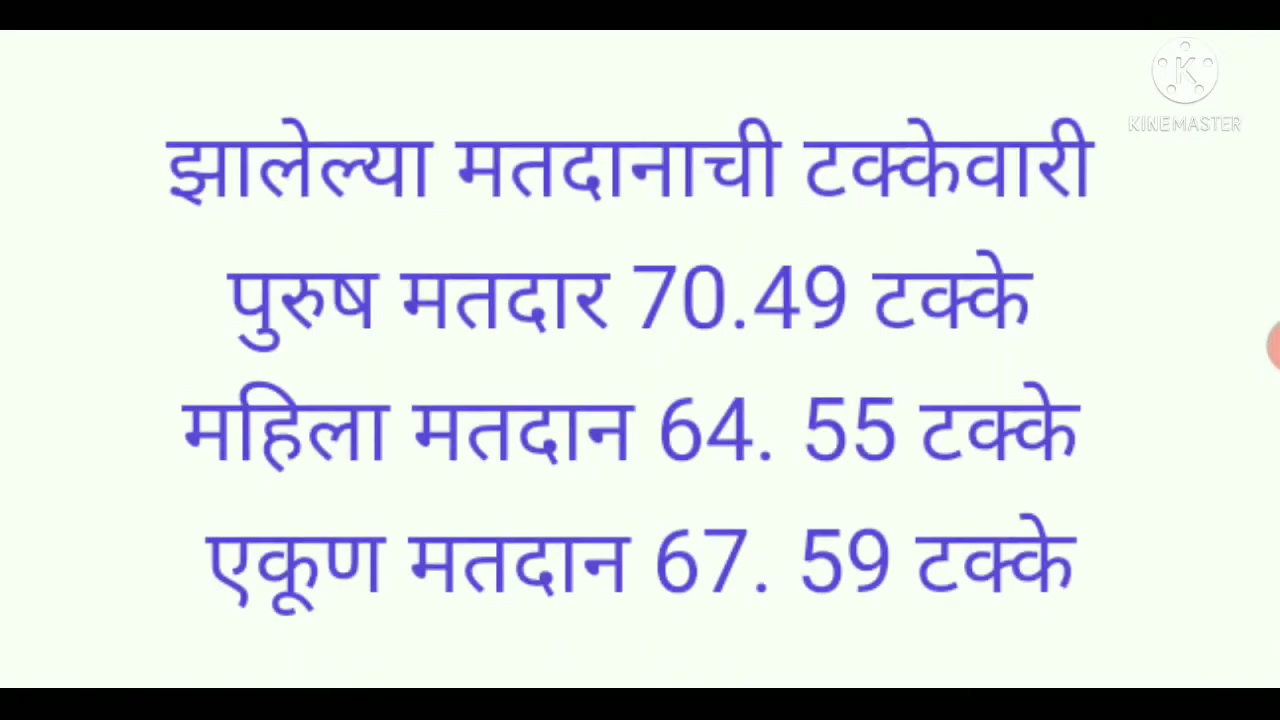 KINEMASTER
झालेल्या मतदानाची टक्केवारी
पुरुष मतदार 70.49 टक्के
महिला मतदान 64. 55 टक्के
एकूण मतदान 67. 59 टक्के